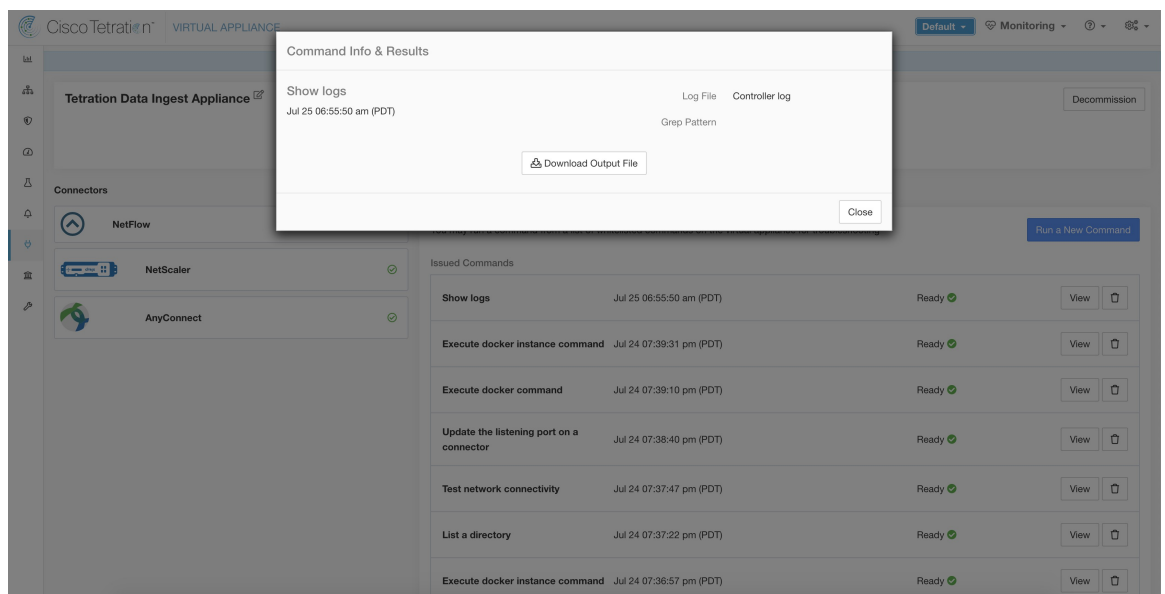 Cisco Tetration™ VIRTUAL APPLIANCE
Default
Monitoring
Command Info & Results
Show logs
Jul 25 06:55:50 am (PDT)
Log File Controller log
Grep Pattern
Download Output File
Close
Tetration Data Ingest Appliance
Decommission
Connectors
NetFlow
NetScaler
AnyConnect
Run a New Command
Issued Commands
Show logs Jul 25 06:55:50 am (PDT) Ready View
Execute docker instance command Jul 24 07:39:31 pm (PDT) Ready View
Execute docker command Jul 24 07:39:10 pm (PDT) Ready View
Update the listening port on a
connector Jul 24 07:38:40 pm (PDT) Ready View
Test network connectivity Jul 24 07:37:47 pm (PDT) Ready View
List a directory Jul 24 07:37:22 pm (PDT) Ready View
Execute docker instance command Jul 24 07:36:57 pm (PDT) Ready View